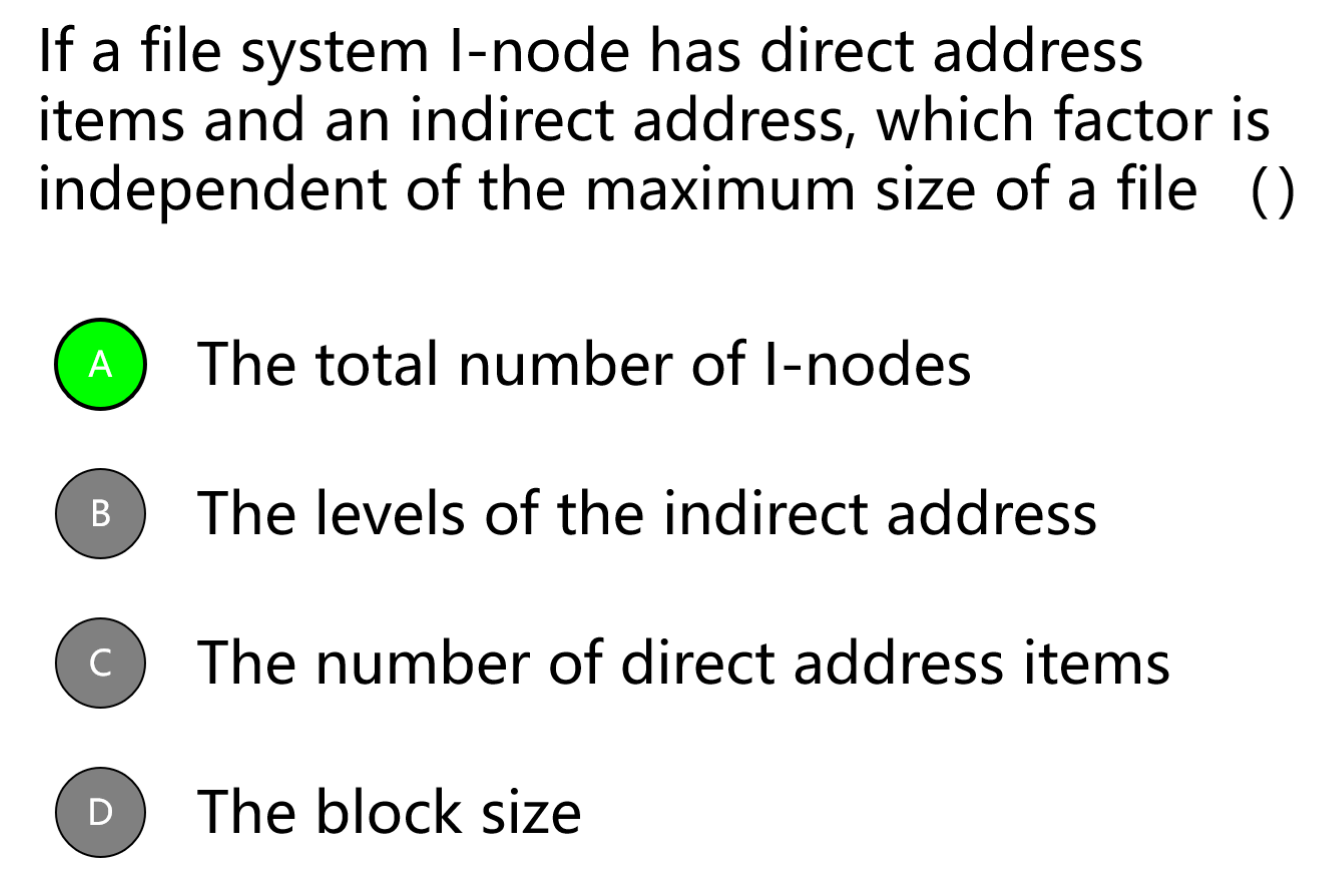 If a file system I-node has direct address
items and an indirect address, which factor is
independent of the maximum size of a file ()
A The total number of I-nodes
B The levels of the indirect address
C The number of direct address items
D The block size